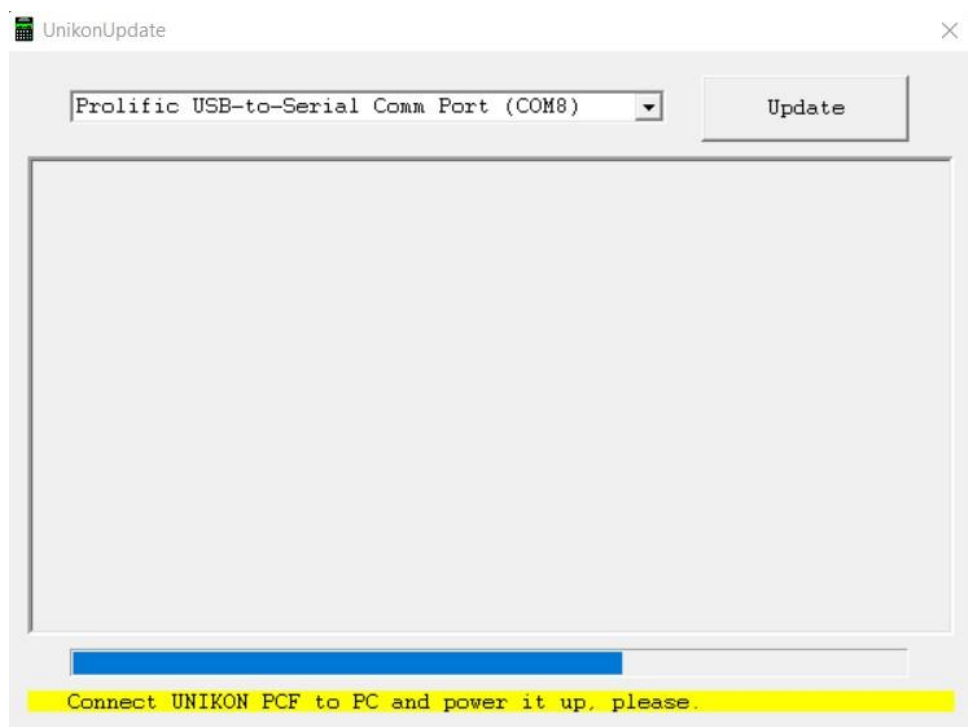 UnikonUpdate
Prolific USB-to-Serial Comm Port (COM8)
Update
Connect UNIKON PCF to PC and power it up, please.